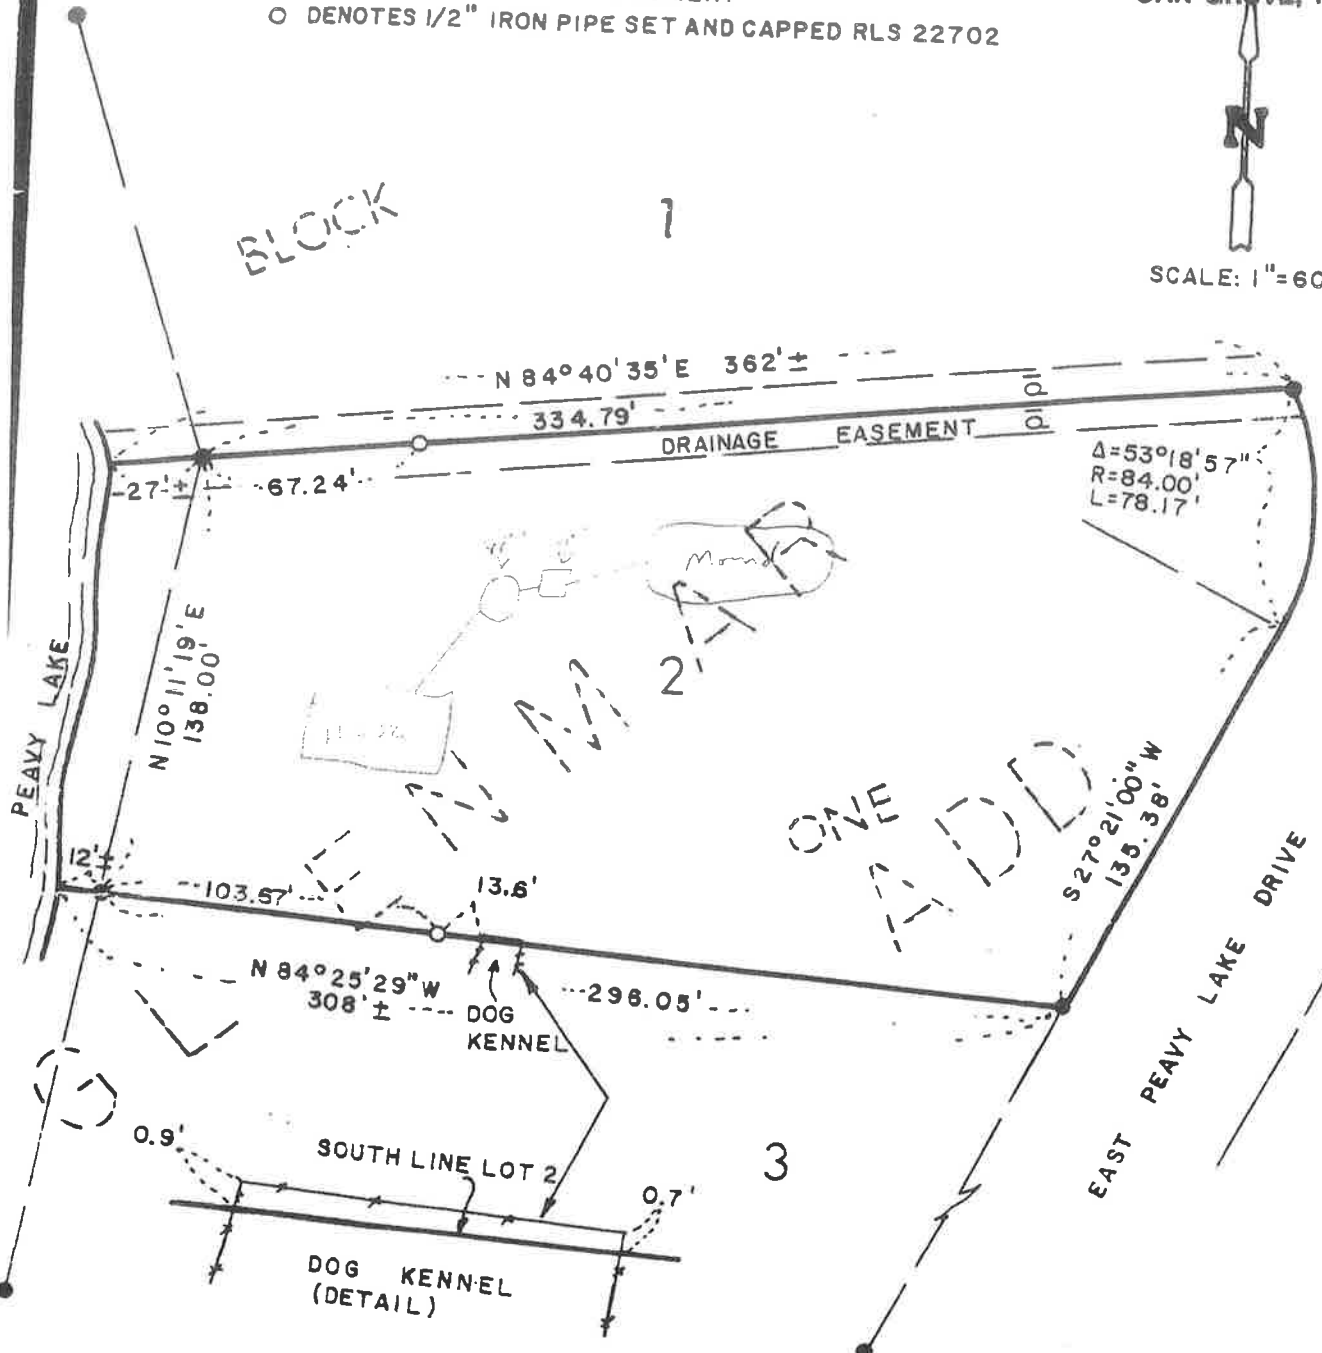 ○ DENOTES 1/2" IRON PIPE SET AND CAPPED RLS 22702
N
SCALE: 1"=60
BLOCK
1
N 84°40'35"E 362'±
334.79'
DRAINAGE EASEMENT
10 10
27'±
67.24'
Δ=53°18'57"
R=84.00'
L=78.17'
Mound
N10°11'19"E
138.00'
PEAVY LAKE
2
ONE
ADD
S27°21'00"W
135.38'
EAST PEAVY LAKE DRIVE
12'±
103.57'
13.6'
N 84°25'29"W
308'±
296.05'
DOG
KENNEL
3
0.9'
SOUTH LINE LOT 2
0.7'
DOG KENNEL
(DETAIL)